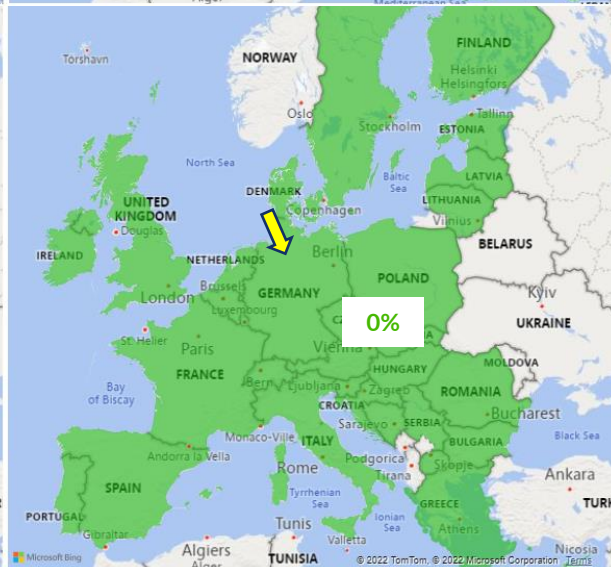 Mediterranean Sea
Torshavn
NORWAY
FINLAND
Helsinki
Helsingfors
Oslo
Stockholm
Tallinn
ESTONIA
North Sea
LATVIA
Baltic
Sea
DENMARK
Copenhagen
LITHUANIA
Vilnius
UNITED
KINGDOM
Douglas
BELARUS
IRELAND
NETHERLANDS
Berlin
POLAND
London
Brussels
GERMANY
Luxembourg
Kyiv
UKRAINE
0%
St. Helier
Paris
Vienna
MOLDOVA
FRANCE
Bern
HUNGARY
Bay
of Biscay
Ljubljana
Zagreb
ROMANIA
CROATIA
Bucharest
Sarajevo
SERBIA
Monaco-Ville
ITALY
BULGARIA
Black Sea
Andorra la Vella
Podgorica
Skopje
Rome
Tirana
Ankara
SPAIN
Tyrrhenian
Sea
GREECE
TURK
PORTUGAL
Ionian
Sea
Athens
Gibraltar
Tunis
Valletta
Algiers
Nicosia
Microsoft Bing
TUNISIA
© 2022 TomTom, © 2022 Microsoft Corporation Terms